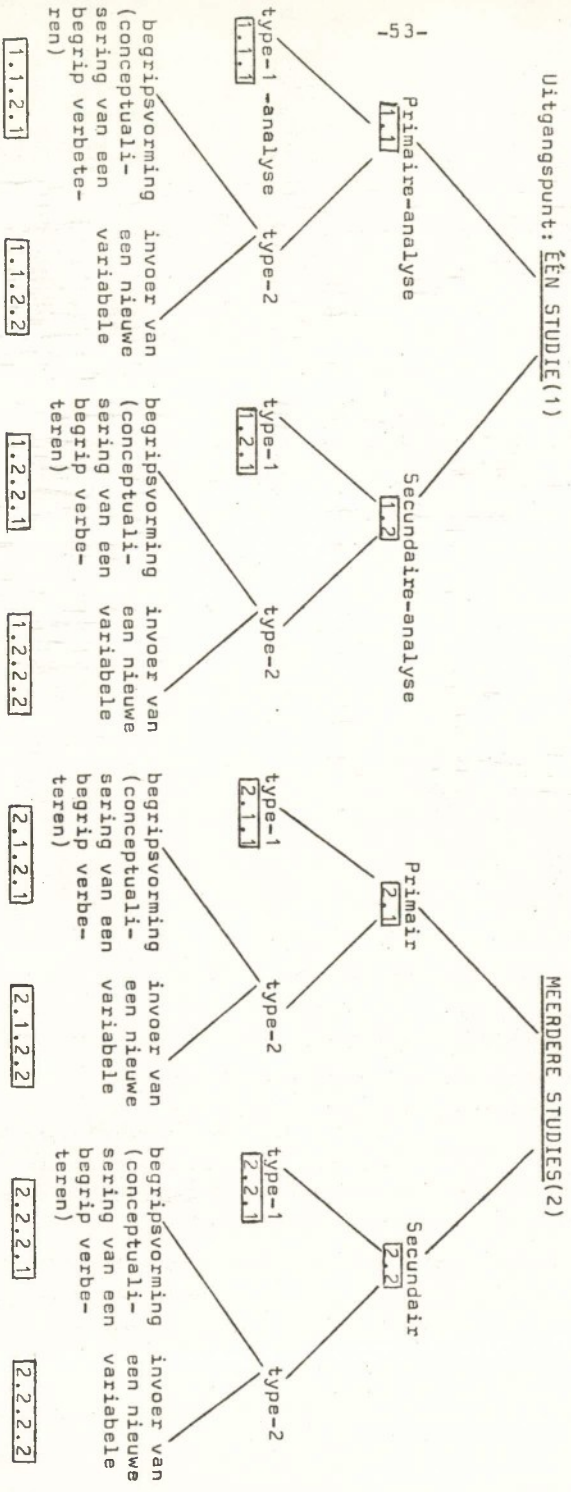 -53-
Uitgangspunt: ÉÉN STUDIE(1)
MEERDERE STUDIES(2)
Primaire-analyse
1.1
Secundaire-analyse
1.2
Primair
2.1
Secundair
2.2
type-1 -analyse
1.1.1
type-2
type-1
1.2.1
type-2
type-1
2.1.1
type-2
type-1
2.2.1
type-2
begripsvorming
(conceptuali-
sering van een
begrip verbete-
ren)
1.1.2.1
invoer van
een nieuwe
variabele
1.1.2.2
begripsvorming
(conceptuali-
sering van een
begrip verbe-
teren)
1.2.2.1
invoer van
een nieuwe
variabele
1.2.2.2
begripsvorming
(conceptuali-
sering van een
begrip verbe-
teren)
2.1.2.1
invoer van
een nieuwe
variabele
2.1.2.2
begripsvorming
(conceptuali-
sering van een
begrip verbe-
teren)
2.2.2.1
invoer van
een nieuwe
variabele
2.2.2.2